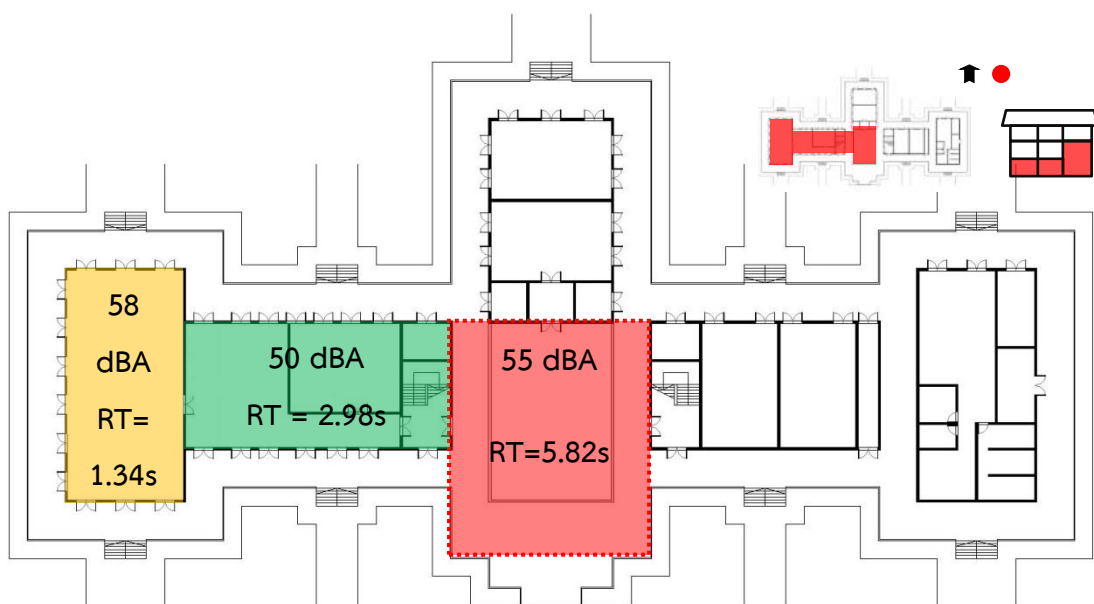 58
dBA
RT=
1.34s
50 dBA
RT = 2.98s
55 dBA
RT=5.82s